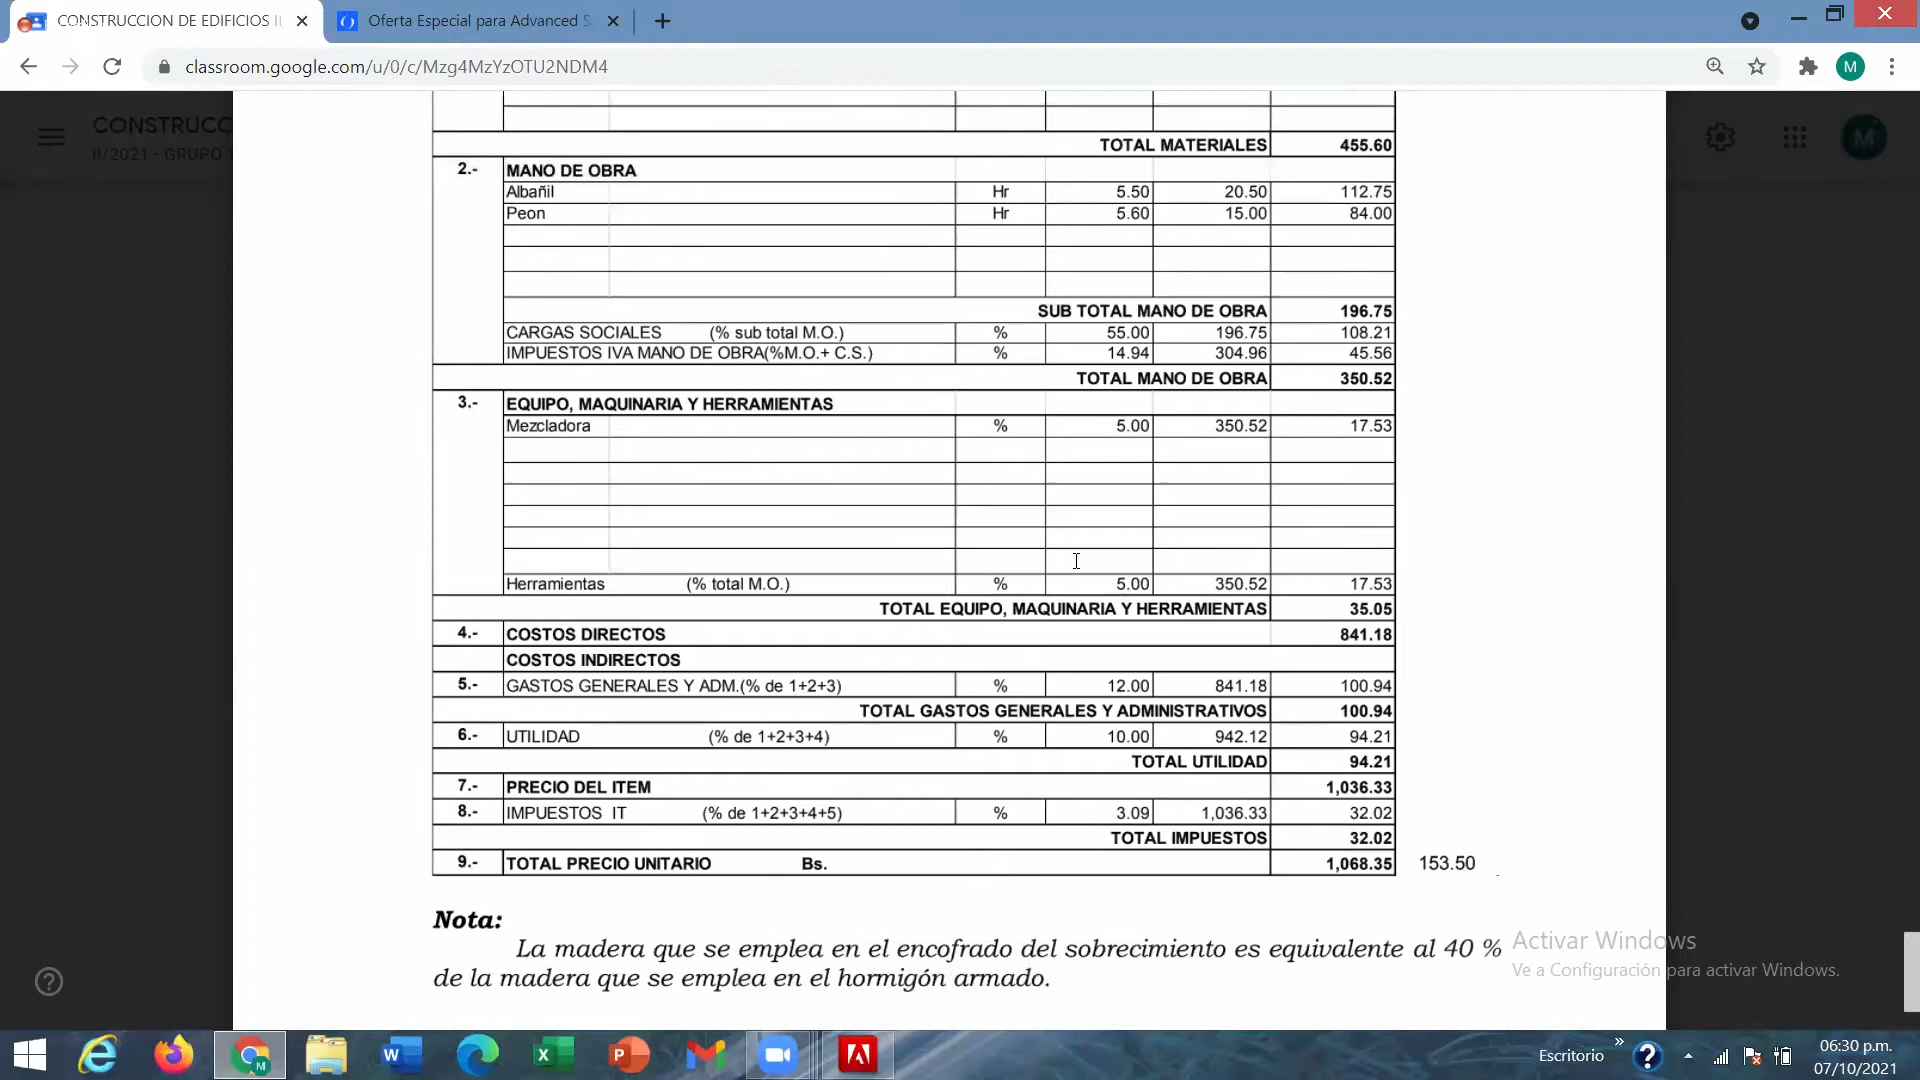 CONSTRUCCION DE EDIFICIOS II
Oferta Especial para Advanced S
classroom.google.com/u/0/c/Mzg4MzYzOTU2NDM4
M
CONSTRUCC
II/2021 - GRUPO 1
M
TOTAL MATERIALES 455.60
2.- MANO DE OBRA
Albañil Hr 5.50 20.50 112.75
Peon Hr 5.60 15.00 84.00
SUB TOTAL MANO DE OBRA 196.75
CARGAS SOCIALES (% sub total M.O.) % 55.00 196.75 108.21
IMPUESTOS IVA MANO DE OBRA(%M.O.+ C.S.) % 14.94 304.96 45.56
TOTAL MANO DE OBRA 350.52
3.- EQUIPO, MAQUINARIA Y HERRAMIENTAS
Mezcladora % 5.00 350.52 17.53
Herramientas (% total M.O.) % 5.00 350.52 17.53
TOTAL EQUIPO, MAQUINARIA Y HERRAMIENTAS 35.05
4.- COSTOS DIRECTOS 841.18
COSTOS INDIRECTOS
5.- GASTOS GENERALES Y ADM.(% de 1+2+3) % 12.00 841.18 100.94
TOTAL GASTOS GENERALES Y ADMINISTRATIVOS 100.94
6.- UTILIDAD (% de 1+2+3+4) % 10.00 942.12 94.21
TOTAL UTILIDAD 94.21
7.- PRECIO DEL ITEM 1,036.33
8.- IMPUESTOS IT (% de 1+2+3+4+5) % 3.09 1,036.33 32.02
TOTAL IMPUESTOS 32.02
9.- TOTAL PRECIO UNITARIO Bs. 1,068.35 153.50
Nota:
La madera que se emplea en el encofrado del sobrecimiento es equivalente al 40 %
de la madera que se emplea en el hormigón armado.
Activar Windows
Ve a Configuración para activar Windows.
Escritorio
06:30 p.m.
07/10/2021